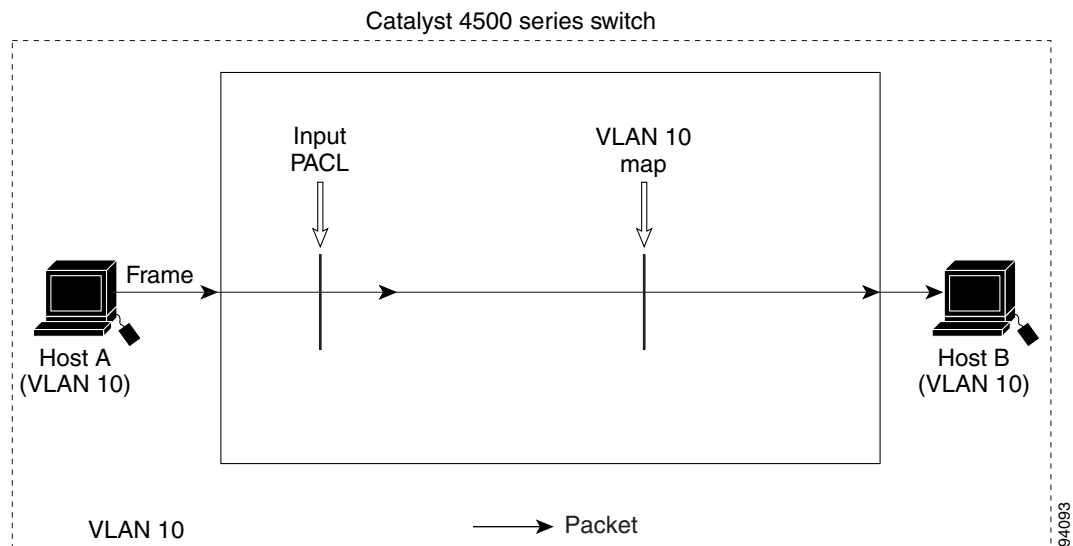 Catalyst 4500 series switch
Input
PACL
VLAN 10
map
Frame
Host A
(VLAN 10)
Host B
(VLAN 10)
VLAN 10
Packet
94093